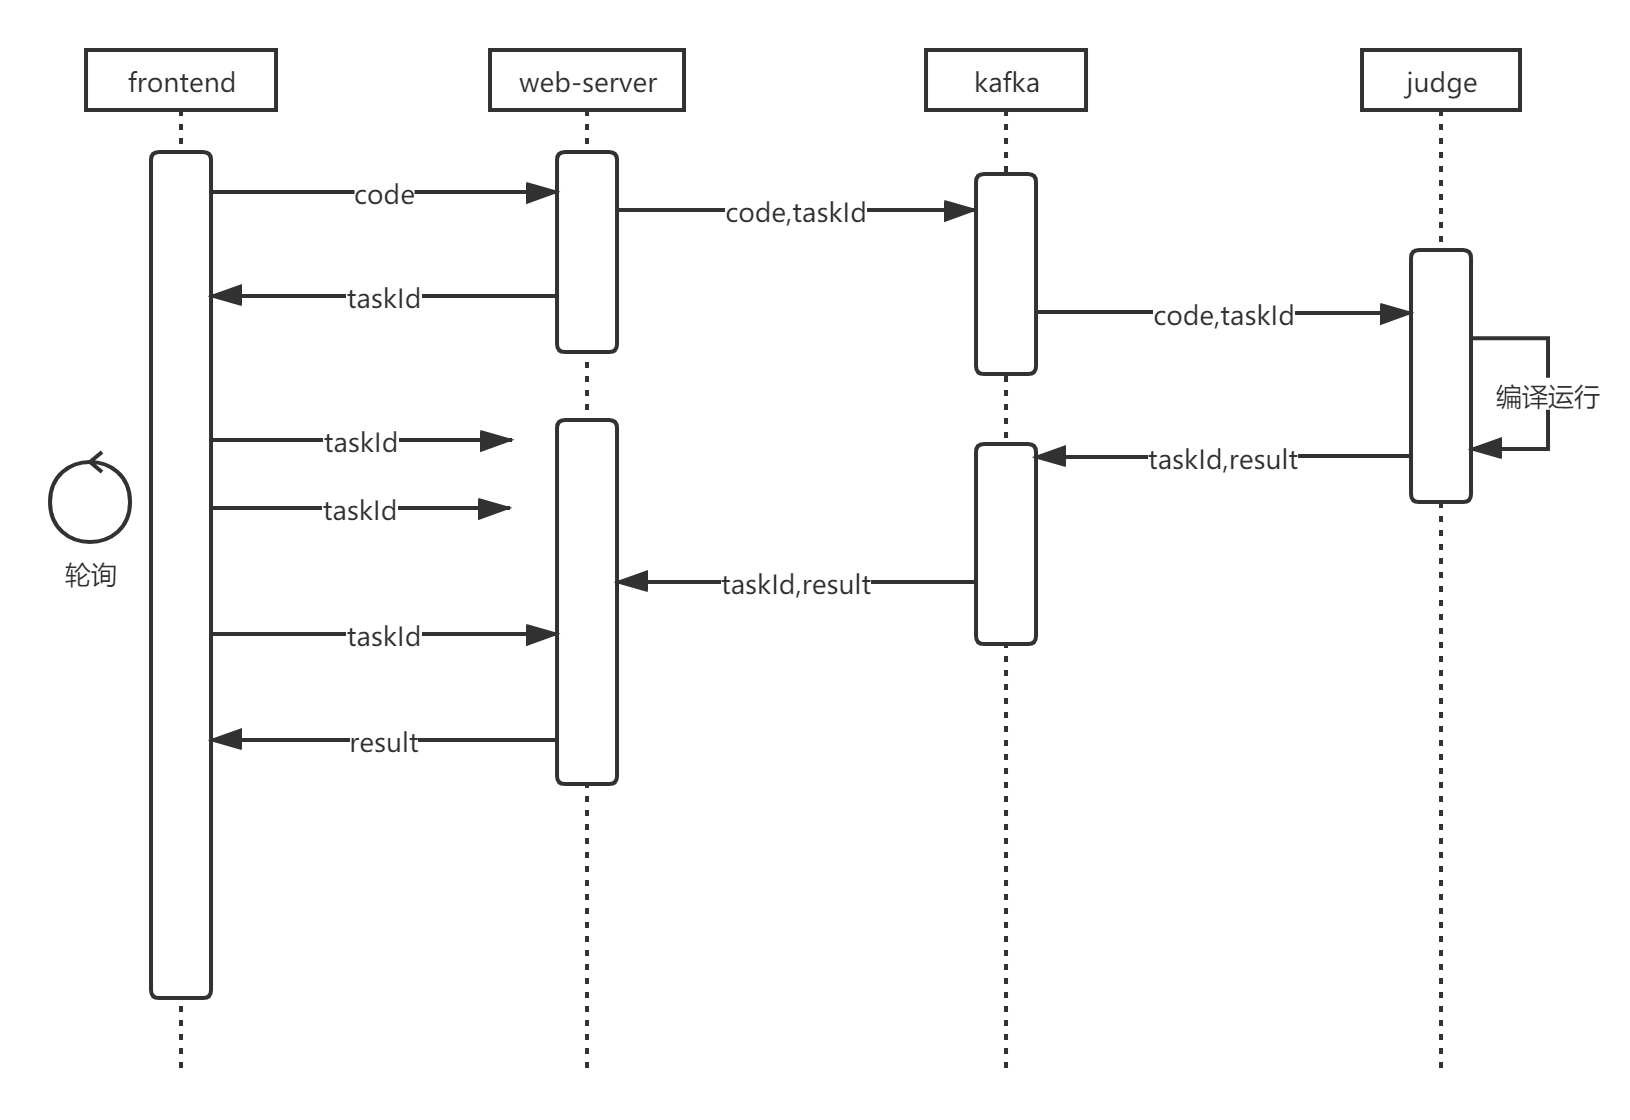 frontend
web-server
kafka
judge
code
code,taskId
taskId
code,taskId
编译运行
taskId
taskId,result
taskId
轮询
taskId,result
taskId
result